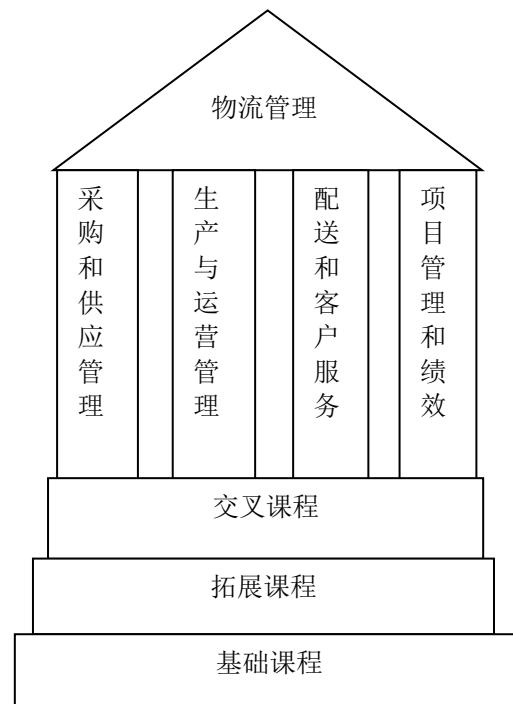 物流管理
采购和供应管理
生产与运营管理
配送和客户服务
项目管理和绩效
交叉课程
拓展课程
基础课程